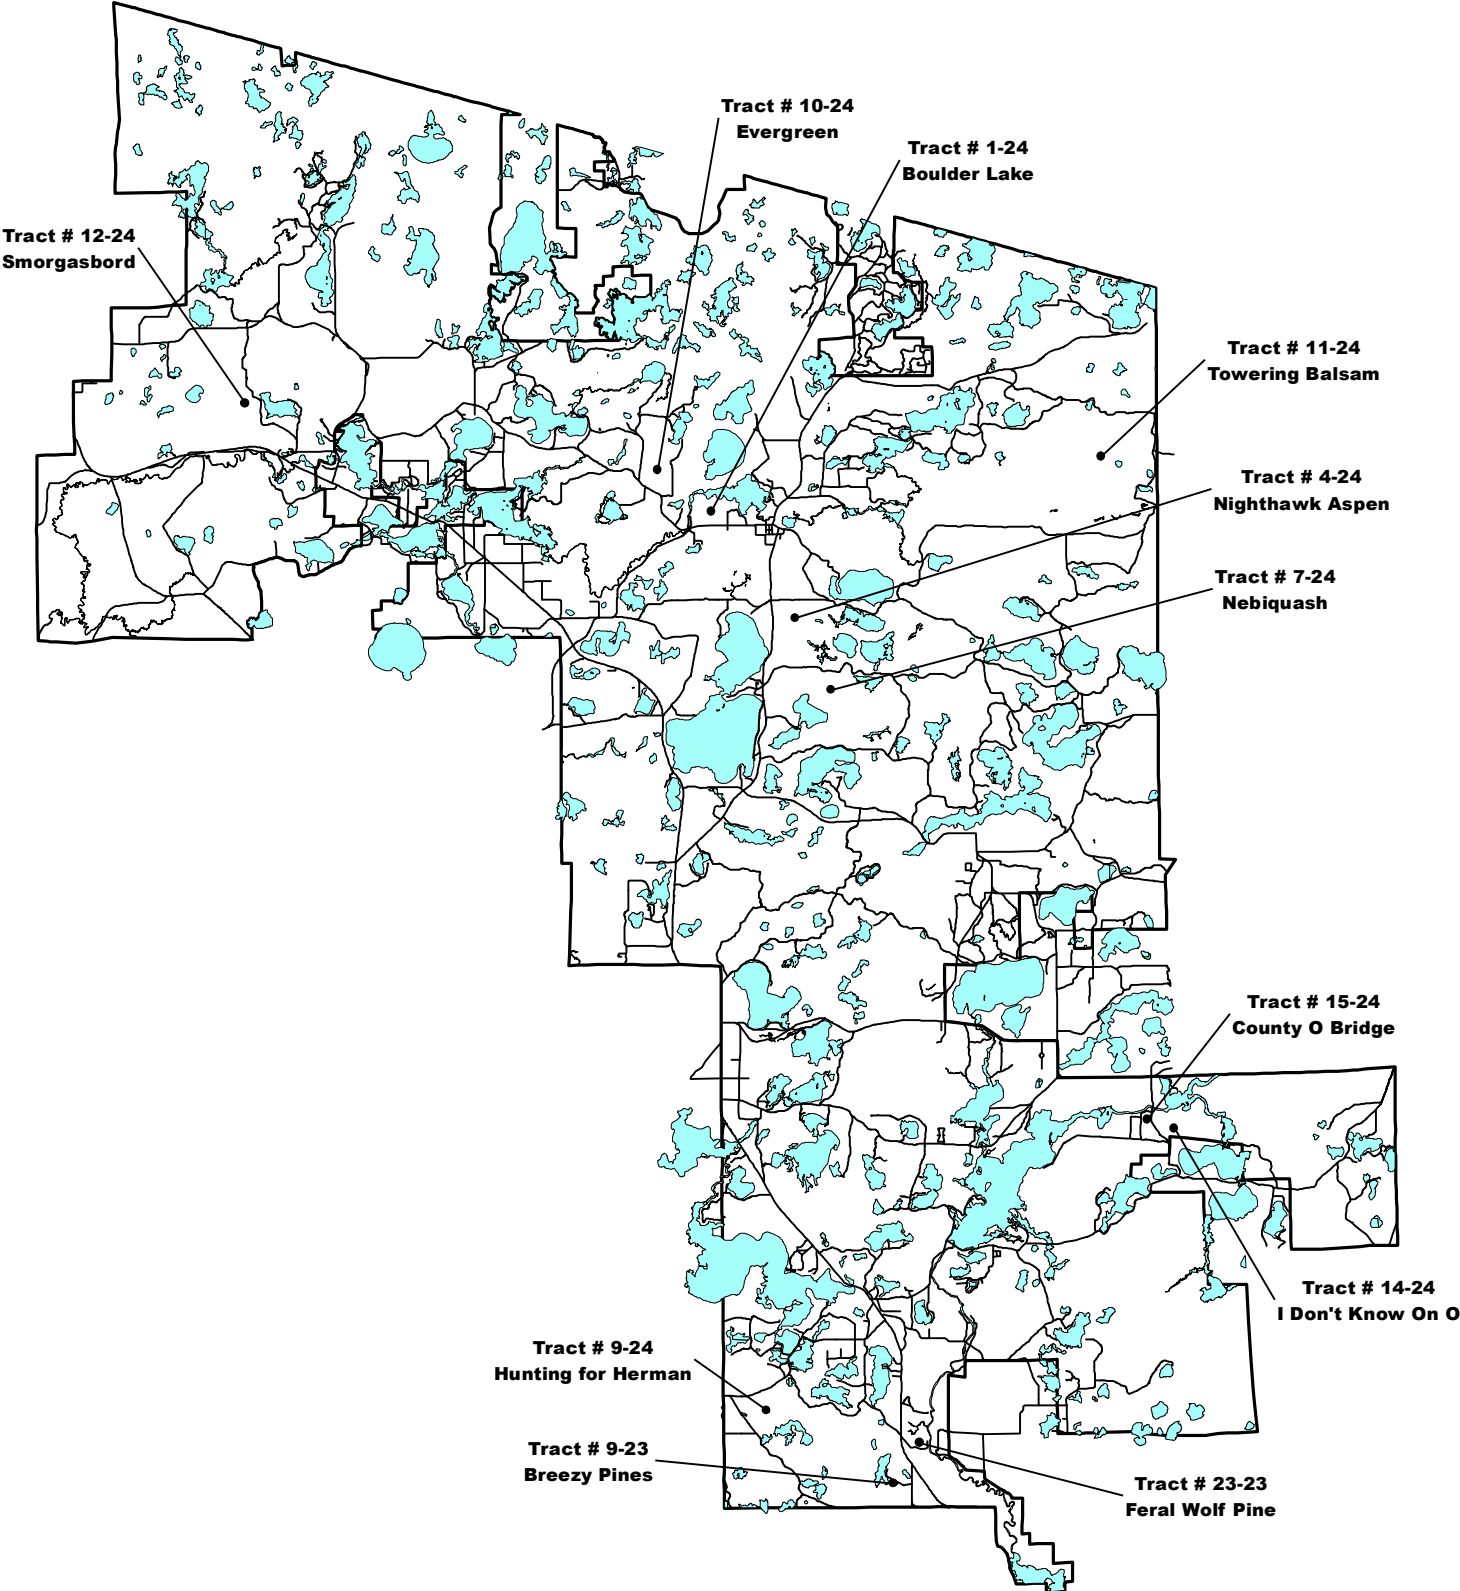 Tract # 10-24
Evergreen
Tract # 1-24
Boulder Lake
Tract # 12-24
Smorgasbord
Tract # 11-24
Towering Balsam
Tract # 4-24
Nighthawk Aspen
Tract # 7-24
Nebiquash
Tract # 15-24
County O Bridge
Tract # 14-24
I Don't Know On O
Tract # 9-24
Hunting for Herman
Tract # 9-23
Breezy Pines
Tract # 23-23
Feral Wolf Pine